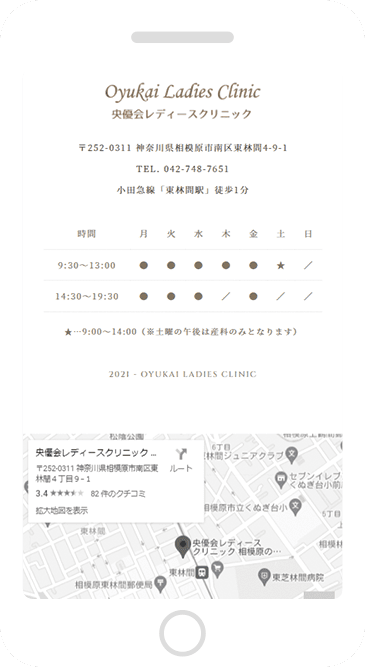 Oyukai Ladies Clinic
央優会レディースクリニック
〒252-0311 神奈川県相模原市南区東林間4-9-1
TEL. 042-748-7651
小田急線「東林間駅」徒歩1分
時間 月 火 水 木 金 土 日
9:30〜13:00 ● ● ● ● ● ★ ／
14:30〜19:30 ● ● ● ／ ● ／ ／
★…9:00〜14:00（※土曜の午後は産科のみとなります）
2021 - OYUKAI LADIES CLINIC
松陰公園
央優会レディースクリニック ...
〒252-0311 神奈川県相模原市南区東
林間４丁目９−１
ルート
3.4 ★★★★★ 82 件のクチコミ
拡大地図を表示
6丁目
林間ジュニアクラブ
セブンイレブ
くぬぎ台小前
相模原市立くぬぎ台小
6丁目
東林間
央優会レディース
クリニック 相模原の…
東林間
相模原東林間郵便局
東芝林間病院